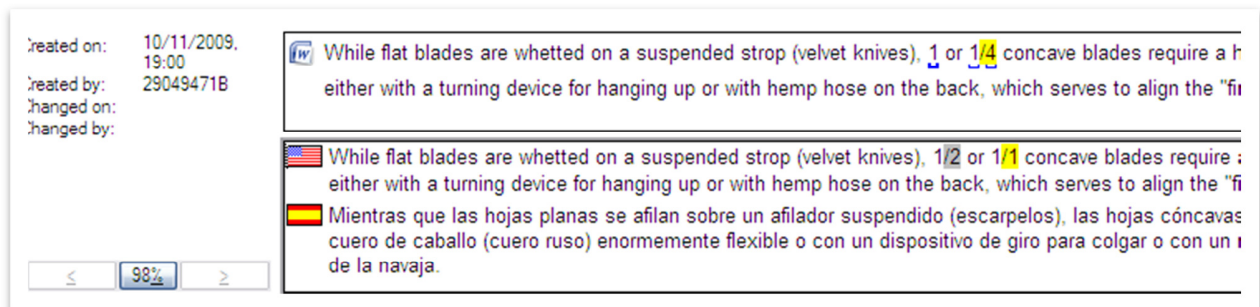 Created on: 10/11/2009, 19:00
Created by: 29049471B
Changed on:
Changed by:
While flat blades are whetted on a suspended strop (velvet knives), 1 or 1/4 concave blades require a
either with a turning device for hanging up or with hemp hose on the back, which serves to align the
While flat blades are whetted on a suspended strop (velvet knives), 1/2 or 1/1 concave blades require
either with a turning device for hanging up or with hemp hose on the back, which serves to align the
Mientras que las hojas planas se afilan sobre un afilador suspendido (escarpelos), las hojas cóncavas
cuero de caballo (cuero ruso) enormemente flexible o con un dispositivo de giro para colgar o con un
de la navaja.
< 98% >